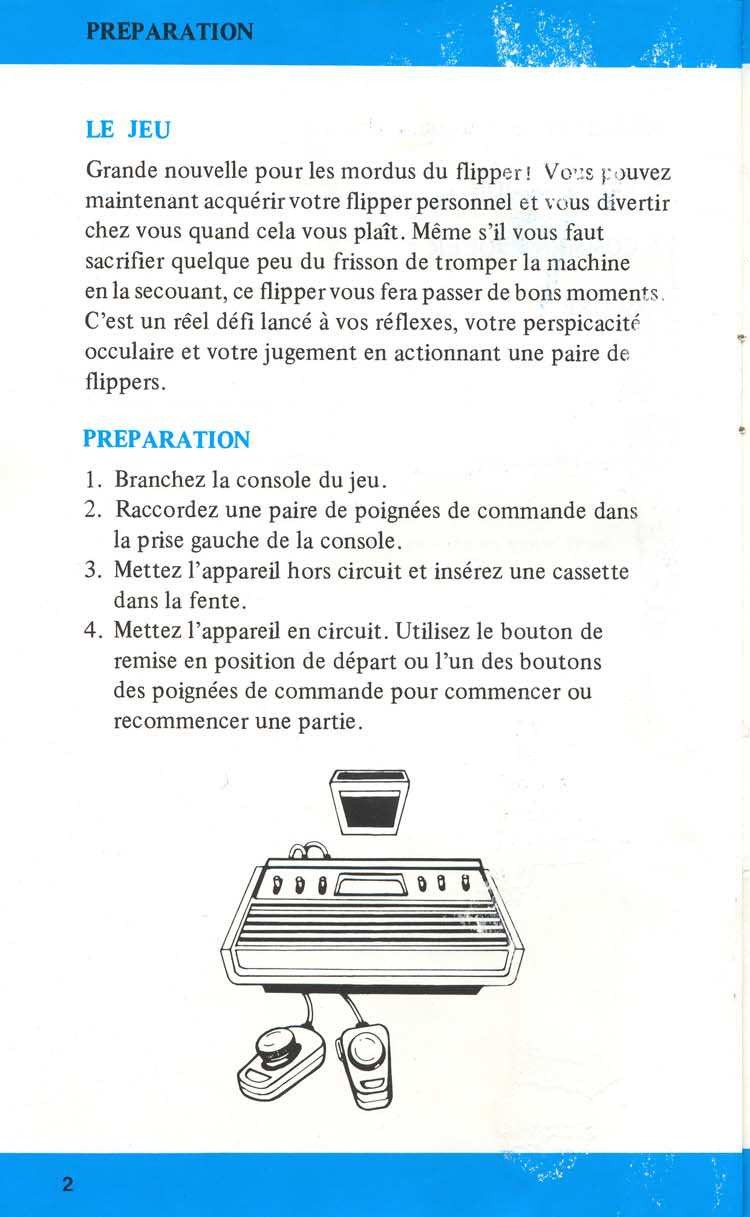 PREPARATION
LE JEU
Grande nouvelle pour les mordus du flipper! Vous pouvez
maintenant acquérir votre flipper personnel et vous divertir
chez vous quand cela vous plaît. Même s’il vous faut
sacrifier quelque peu du frisson de tromper la machine
en la secouant, ce flipper vous fera passer de bons moments.
C’est un rêel défi lancé à vos réflexes, votre perspicacité
occulaire et votre jugement en actionnant une paire de
flippers.
PREPARATION
1. Branchez la console du jeu.
2. Raccordez une paire de poignées de commande dans
la prise gauche de la console.
3. Mettez l’appareil hors circuit et insérez une cassette
dans la fente.
4. Mettez l’appareil en circuit. Utilisez le bouton de
remise en position de départ ou l’un des boutons
des poignées de commande pour commencer ou
recommencer une partie.
2